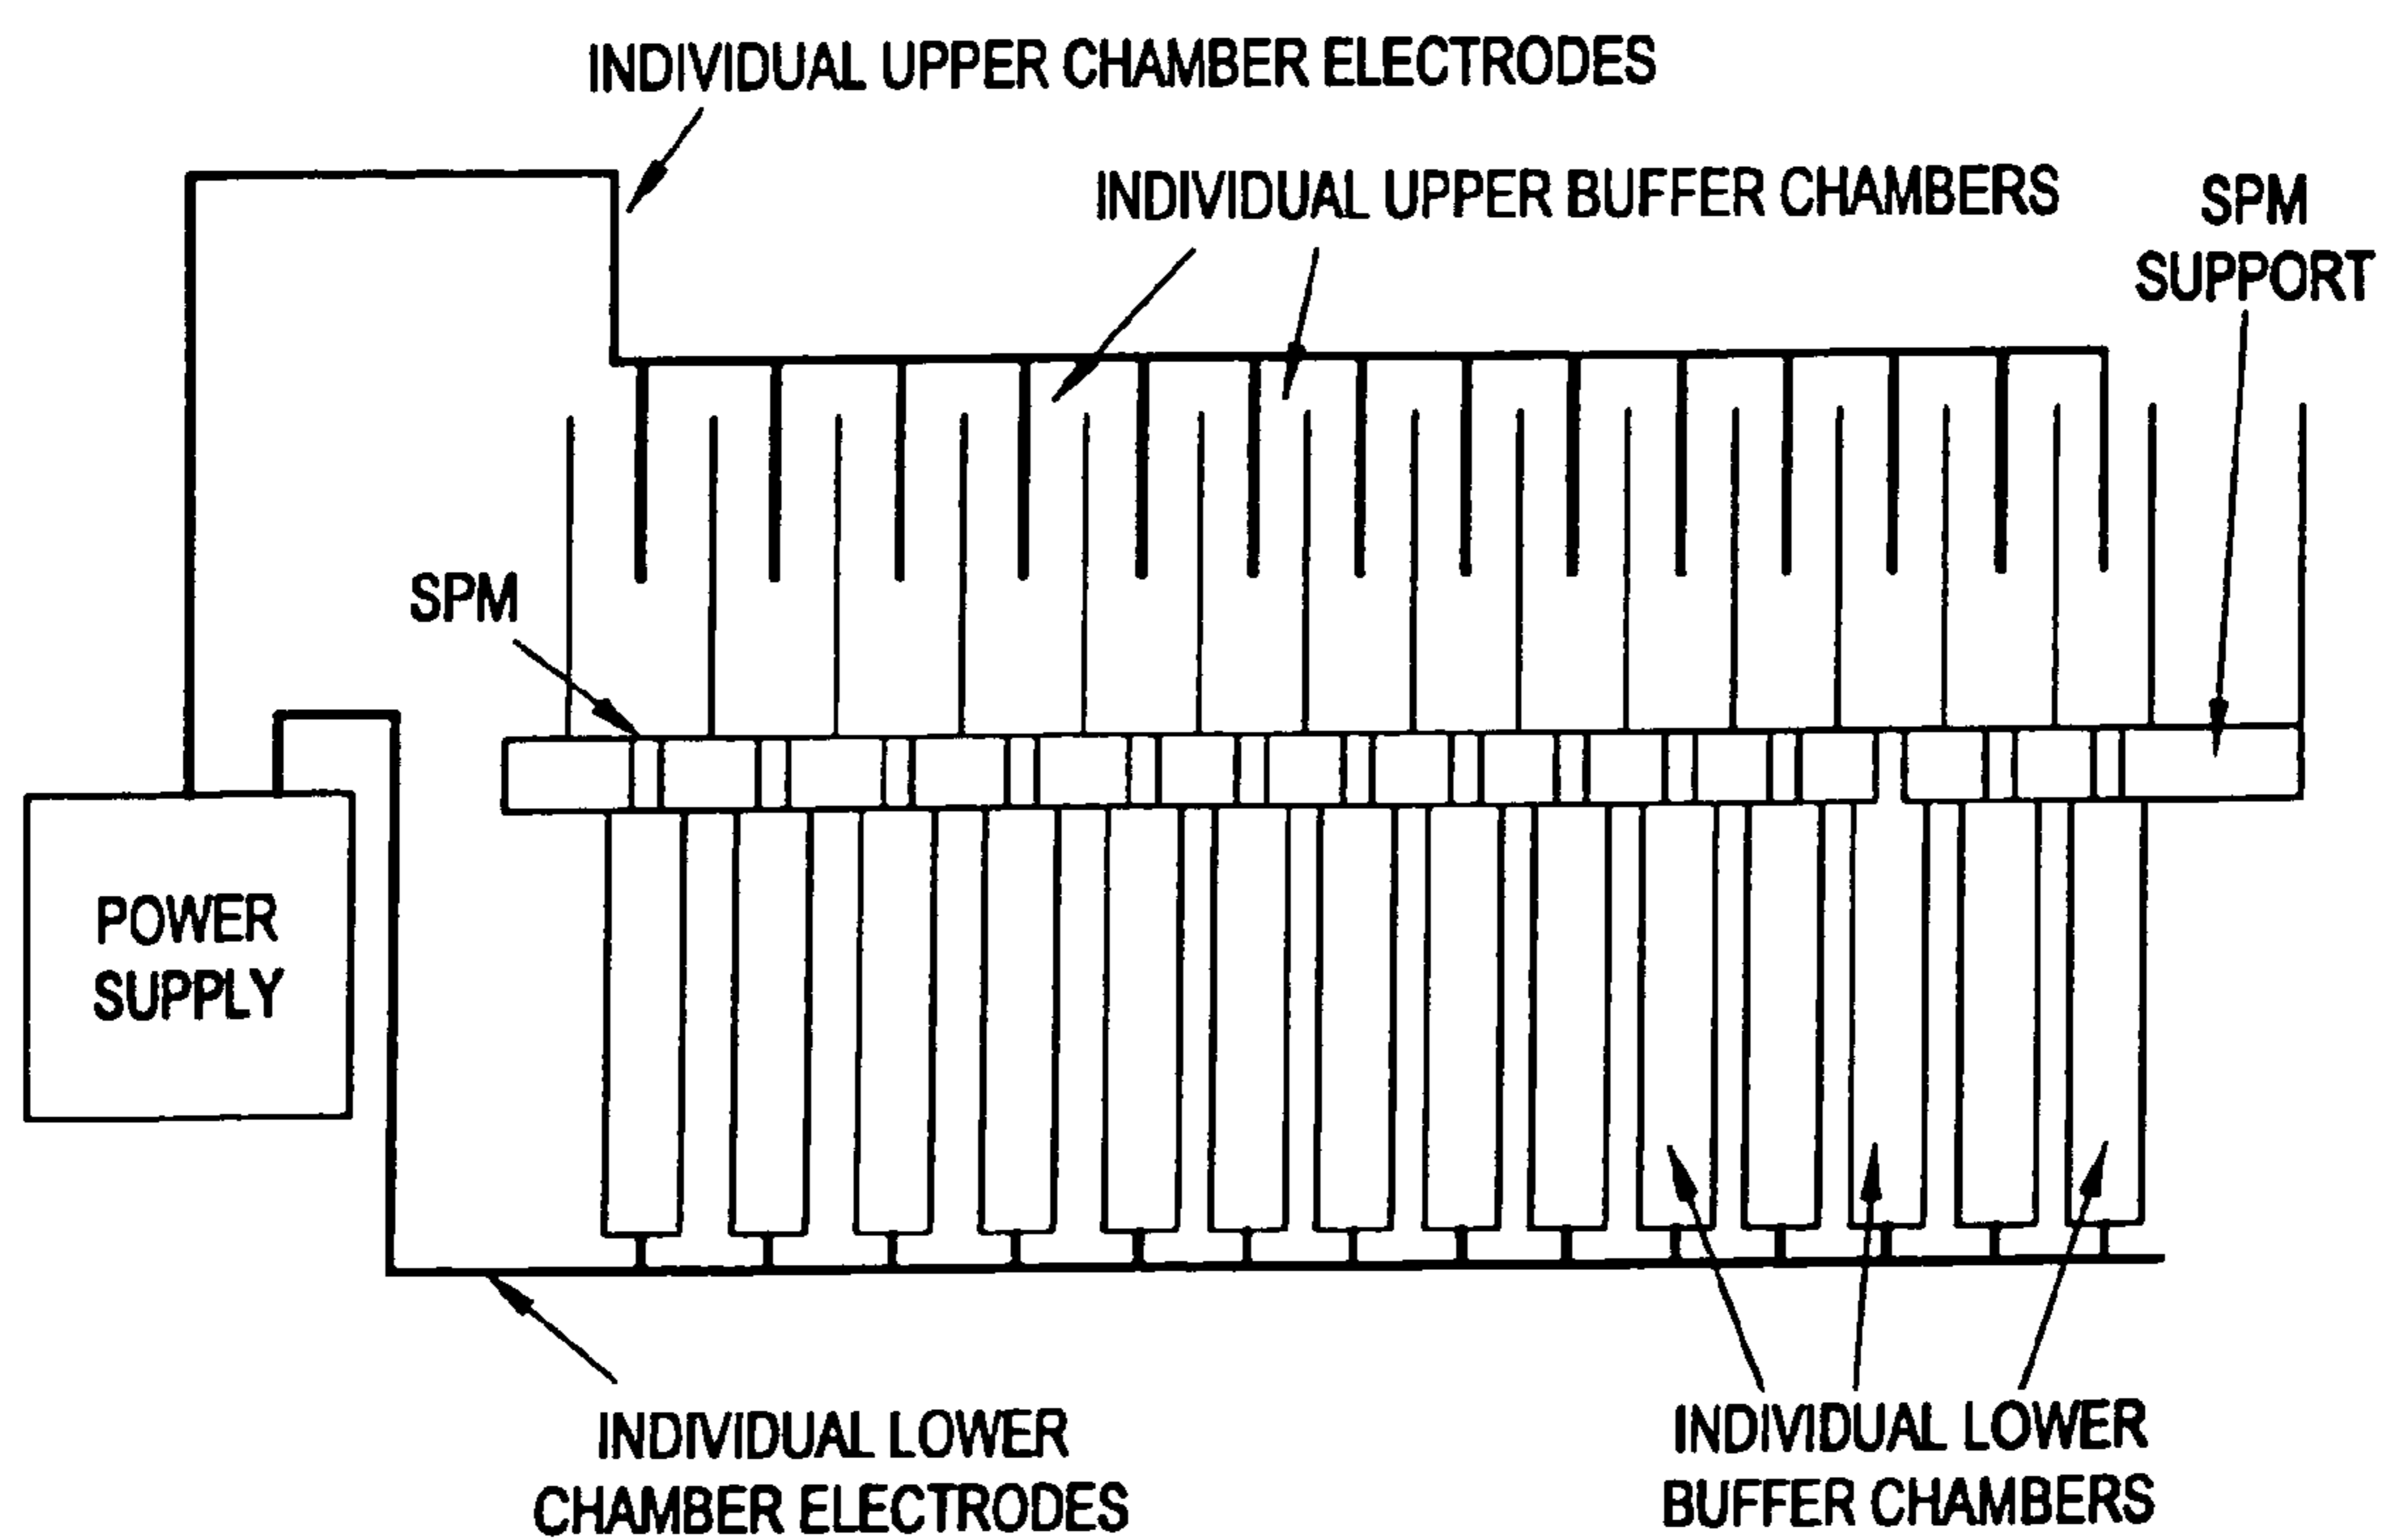 INDIVIDUAL UPPER CHAMBER ELECTRODES
INDIVIDUAL UPPER BUFFER CHAMBERS
SPM
SUPPORT
SPM
POWER
SUPPLY
INDIVIDUAL LOWER
CHAMBER ELECTRODES
INDIVIDUAL LOWER
BUFFER CHAMBERS